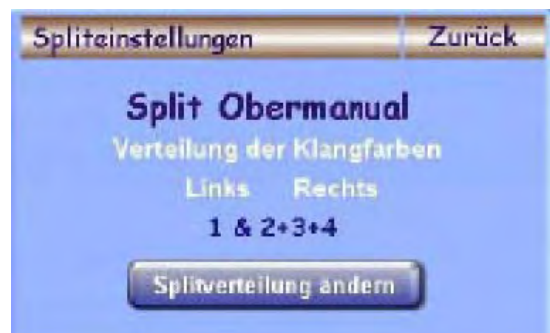 Spliteinstellungen Zurück
Split Obermanual
Verteilung der Klangfarben
Links Rechts
1 & 2+3+4
Splitverteilung ändern